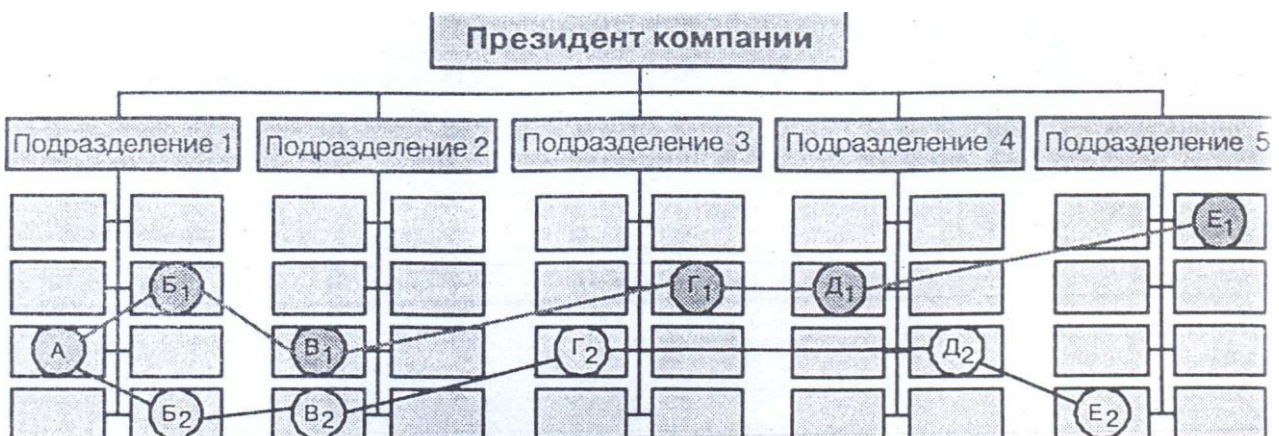 Президент компании
Подразделение 1 Подразделение 2 Подразделение 3 Подразделение 4 Подразделение 5
Е1
Б1 Г1 Д1
А В1 Г2 Д2
Б2 В2 Е2